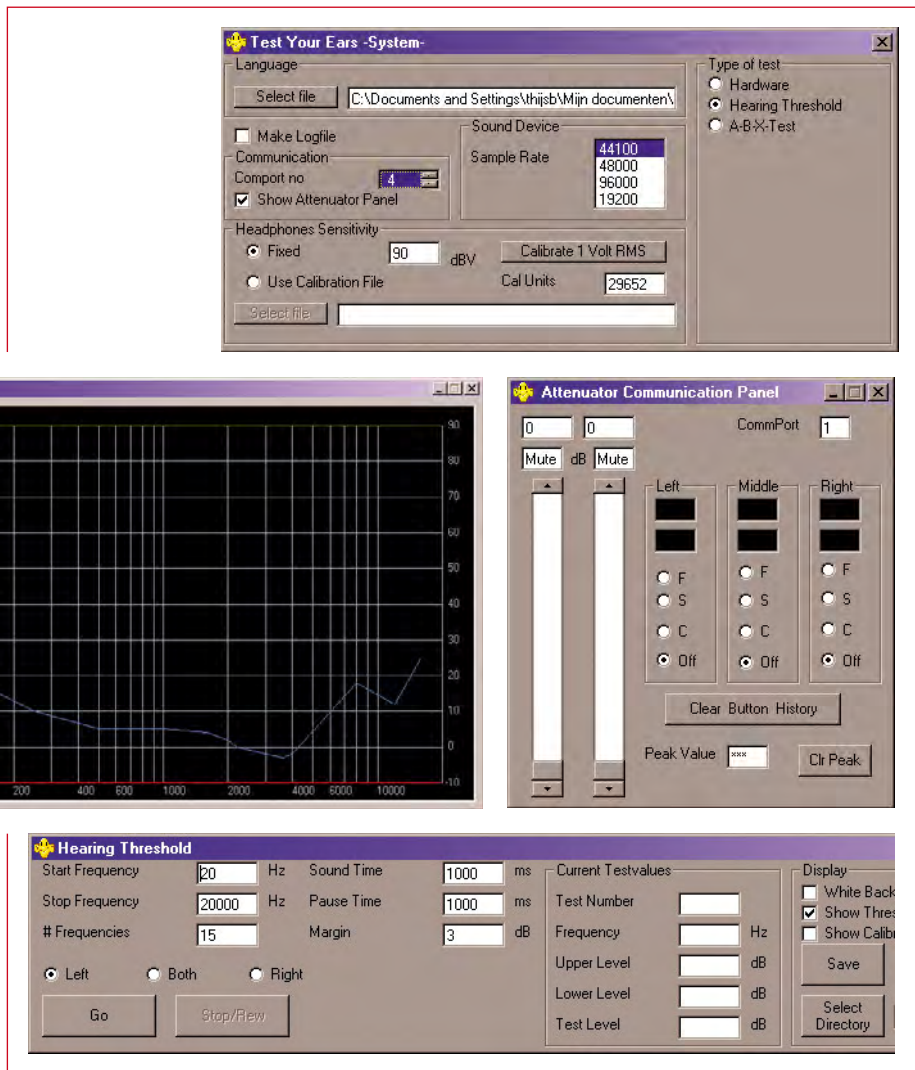 Test Your Ears -System-
Language
Select file C:\Documents and Settings\thijsb\Mijn documenten\
Make Logfile
Communication
Comport no 4
Show Attenuator Panel
Sound Device
Sample Rate
44100
48000
96000
19200
Headphones Sensitivity
Fixed 90 dBV Calibrate 1 Volt RMS
Use Calibration File Cal Units 29652
Select file
Type of test
Hardware
Hearing Threshold
A-B-X-Test
90
80
70
60
50
40
30
20
10
0
-10
200 400 600 1000 2000 4000 6000 10000
Attenuator Communication Panel
0 0 CommPort 1
Mute dB Mute
Left Middle Right
F F F
S S S
C C C
Off Off Off
Clear Button History
Peak Value *** Clr Peak
Hearing Threshold
Start Frequency 20 Hz Sound Time 1000 ms
Stop Frequency 20000 Hz Pause Time 1000 ms
# Frequencies 15 Margin 3 dB
Left Both Right
Go Stop/Rew
Current Testvalues
Test Number
Frequency Hz
Upper Level dB
Lower Level dB
Test Level dB
Display
White Back
Show Thres
Show Calibr
Save
Select
Directory